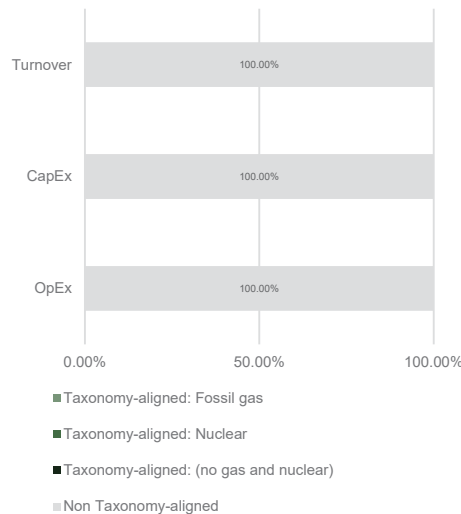 Turnover
100.00%
CapEx
100.00%
OpEx
100.00%
0.00% 50.00% 100.00%
Taxonomy-aligned: Fossil gas
Taxonomy-aligned: Nuclear
Taxonomy-aligned: (no gas and nuclear)
Non Taxonomy-aligned